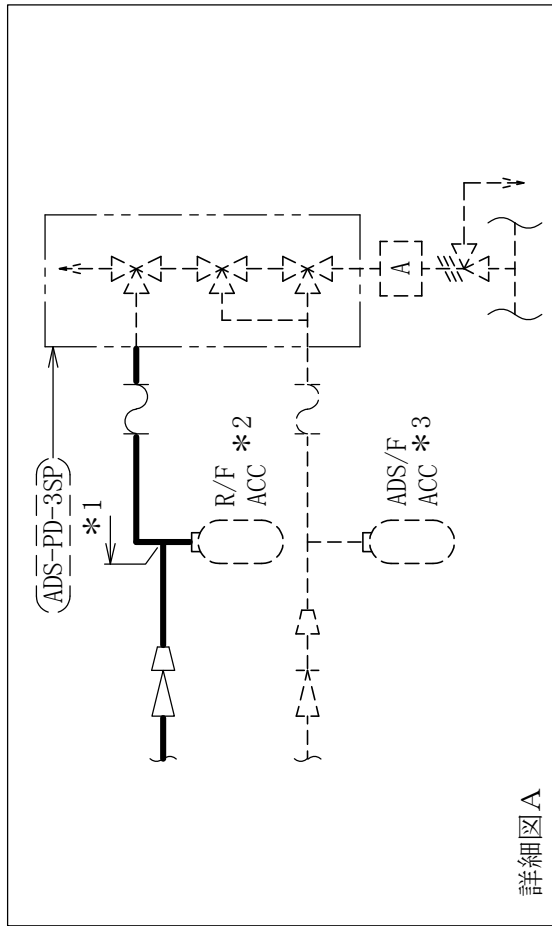 ADS-PD-3SP
*1
R/F
ACC *2
ADS/F
ACC *3
A
詳細図A